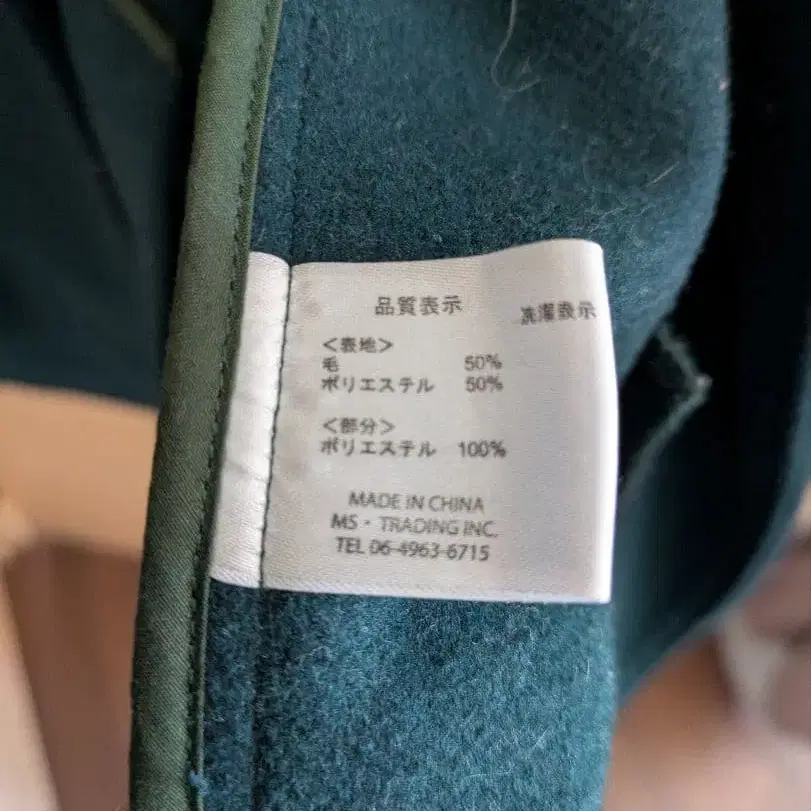 品質表示
洗濯表示
＜表地＞
毛 50%
ポリエステル 50%
＜部分＞
ポリエステル 100%
MADE IN CHINA
MS・TRADING INC.
TEL 06-4963-6715